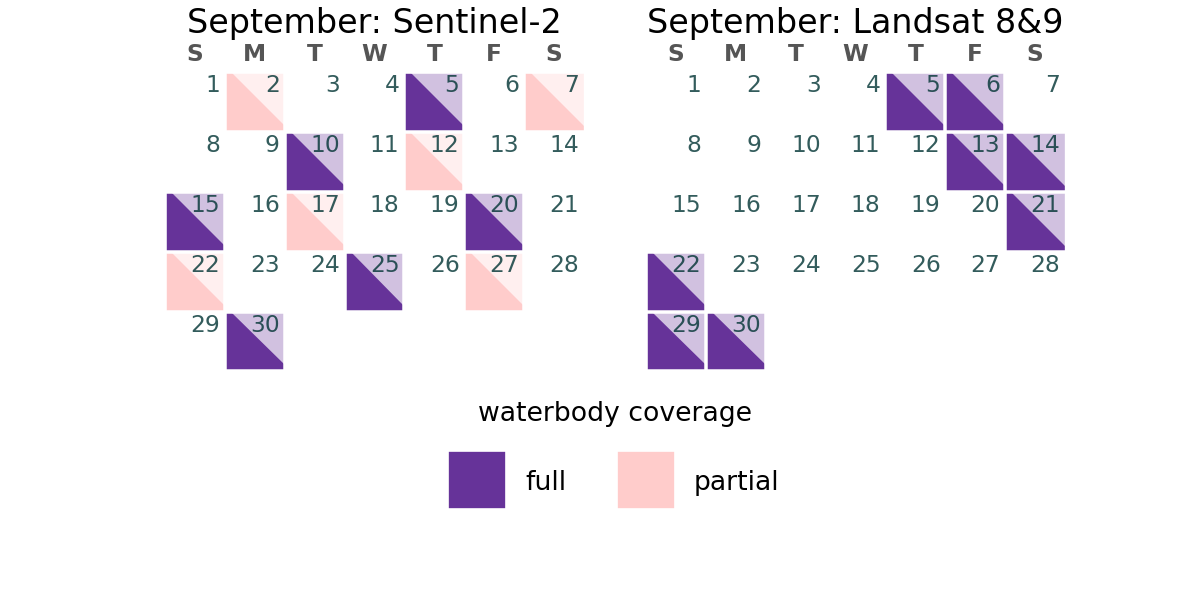 September: Sentinel-2
S M T W T F S
1 2 3 4 5 6 7
8 9 10 11 12 13 14
15 16 17 18 19 20 21
22 23 24 25 26 27 28
29 30
September: Landsat 8&9
S M T W T F S
1 2 3 4 5 6 7
8 9 10 11 12 13 14
15 16 17 18 19 20 21
22 23 24 25 26 27 28
29 30
waterbody coverage
full partial